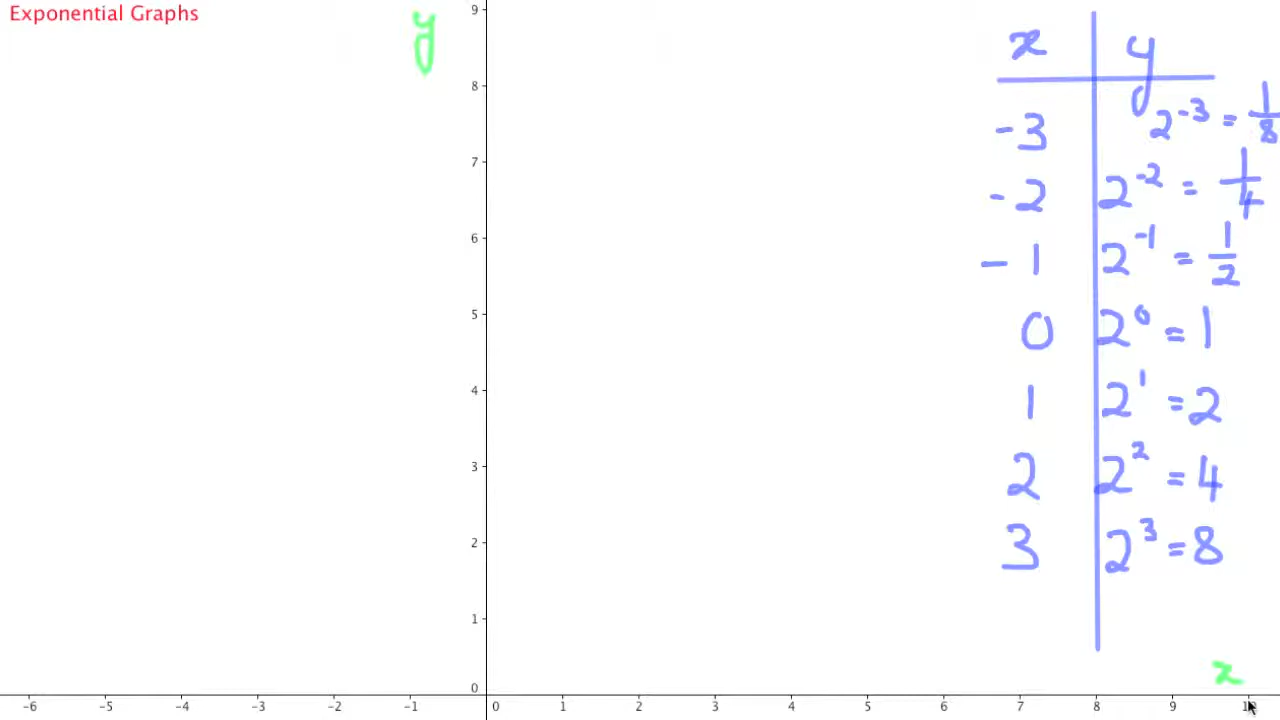 Exponential Graphs
y
9
8
7
6
5
4
3
2
1
0
x y
-3 2^-3 = 1/8
-2 2^-2 = 1/4
-1 2^-1 = 1/2
0 2^0 = 1
1 2^1 = 2
2 2^2 = 4
3 2^3 = 8
x
-6 -5 -4 -3 -2 -1 0 1 2 3 4 5 6 7 8 9 10